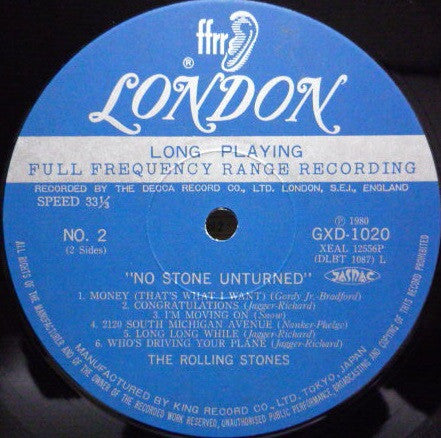 ffrr
®
LONDON
LONG PLAYING
FULL FREQUENCY RANGE RECORDING
RECORDED BY THE DECCA RECORD CO., LTD. LONDON, S.E.I., ENGLAND
SPEED 33⅓
Ⓟ 1980
NO. 2
GXD-1020
(2 Sides)
XEAL 12556P
(DLBT 1087) L
JASRAC
"NO STONE UNTURNED"
1. MONEY (THAT'S WHAT I WANT) (Gordy Jr.-Bradford)
2. CONGRATULATIONS (Jagger-Richard)
3. I'M MOVING ON (Snow)
4. 2120 SOUTH MICHIGAN AVENUE (Nanker-Phelge)
5. LONG LONG WHILE (Jagger-Richard)
6. WHO'S DRIVING YOUR PLANE (Jagger-Richard)
THE ROLLING STONES
MANUFACTURED BY KING RECORD CO., LTD. TOKYO, JAPAN
ALL RIGHTS OF THE MANUFACTURER AND OF THE OWNER OF THE RECORDED WORK RESERVED, UNAUTHORISED PUBLIC PERFORMANCE, BROADCASTING AND COPYING OF THIS RECORD PROHIBITED